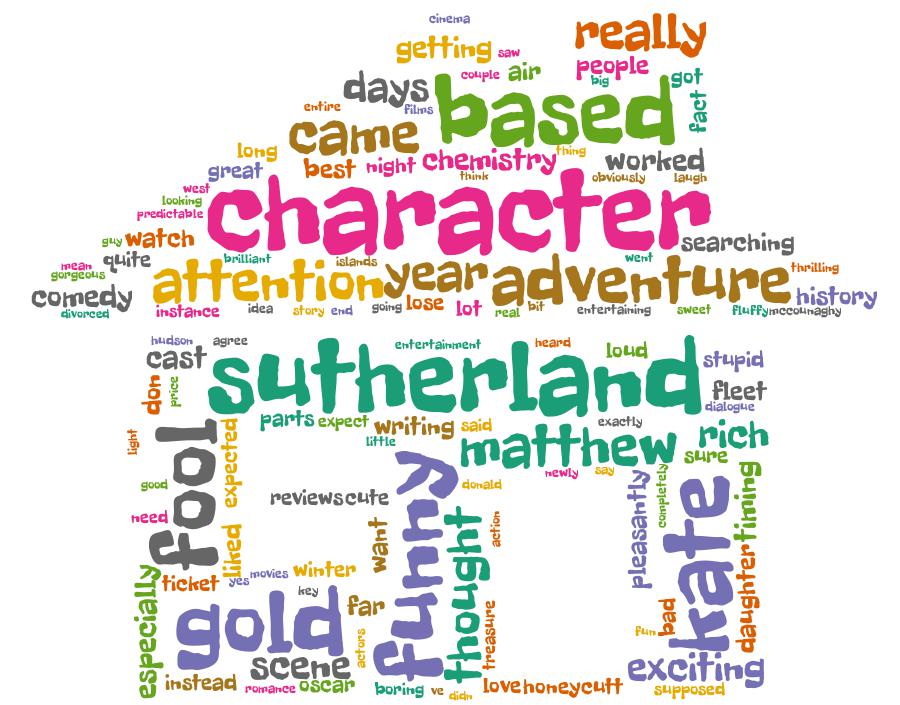 cinema
getting saw really
couple air people
days based big got
entire films fact
came
long best night chemistry thing worked
great think obviously laugh
west
looking character
predictable
guy watch searching
mean quite brilliant islands went
gorgeous attention year adventure thrilling
comedy history
divorced instance idea story end going lose lot real bit entertaining sweet fluffy mccounaghy
hudson agree entertainment heard loud
cast sutherland stupid
don price fleet
dialogue
parts expect writing said exactly
light fool expected little matthew rich
sure
newly say
good reviews cute funny donald pleasantly completely kate timing
need want thought action
liked
especially ticket yes movies winter daughter
key
gold far treasure fun bad
actors
scene exciting
instead romance oscar boring ve didn love honeycutt supposed